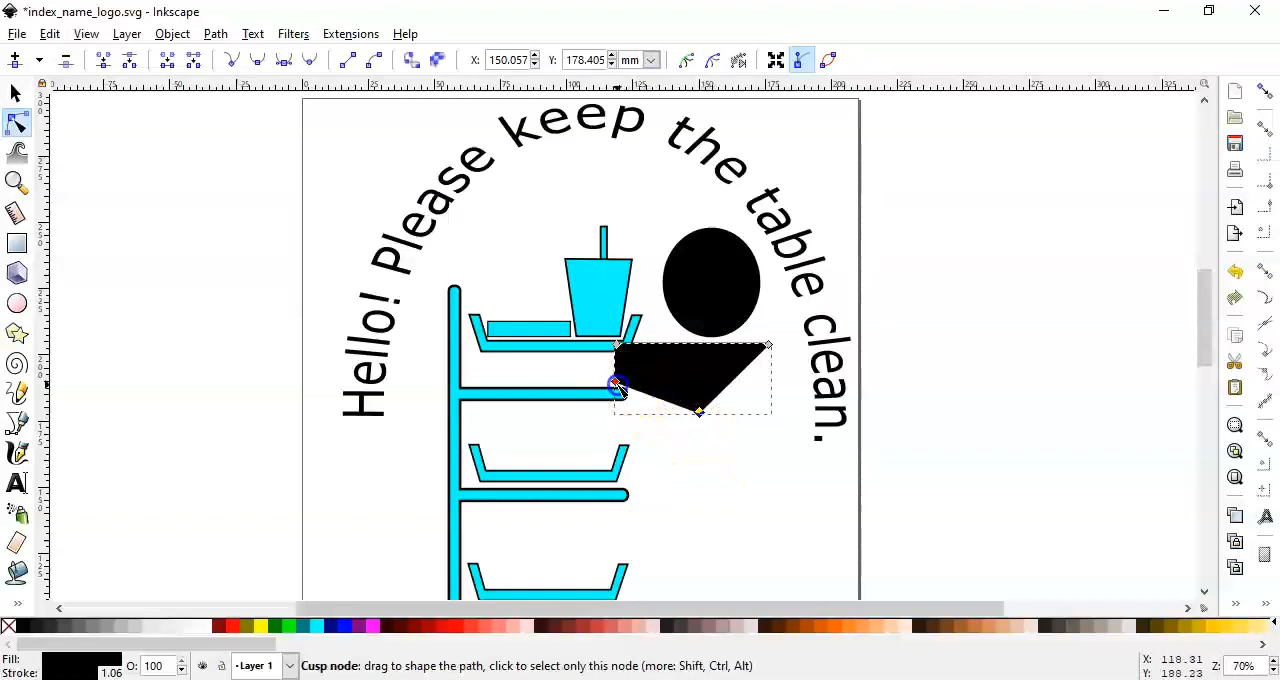 *index_name_logo.svg - Inkscape
File Edit View Layer Object Path Text Filters Extensions Help
X: 150.057 Y: 178.405 mm
Hello! Please keep the table clean.
Fill: O: 100 Layer 1 Cusp node: drag to shape the path, click to select only this node (more: Shift, Ctrl, Alt) X: 118.31 Z: 70%
Stroke: 1.06 Y: 188.23